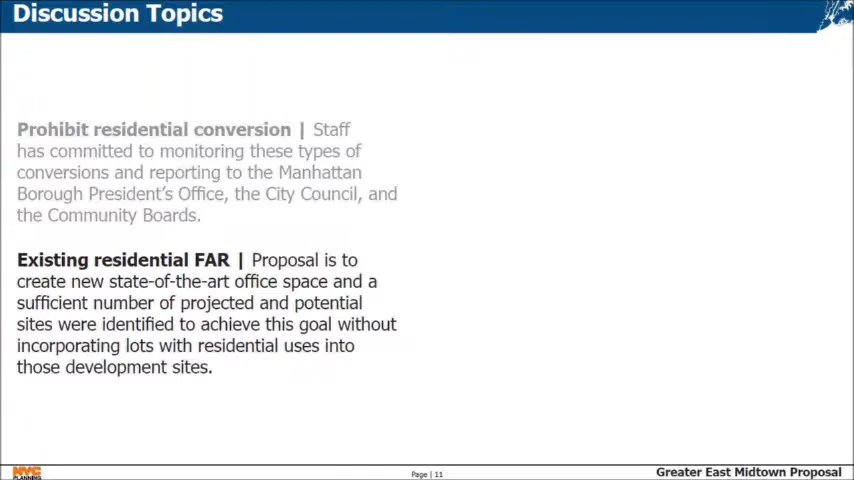 Discussion Topics
Prohibit residential conversion | Staff
has committed to monitoring these types of
conversions and reporting to the Manhattan
Borough President's Office, the City Council, and
the Community Boards.
Existing residential FAR | Proposal is to
create new state-of-the-art office space and a
sufficient number of projected and potential
sites were identified to achieve this goal without
incorporating lots with residential uses into
those development sites.
NYC
PLANNING
Page | 11
Greater East Midtown Proposal